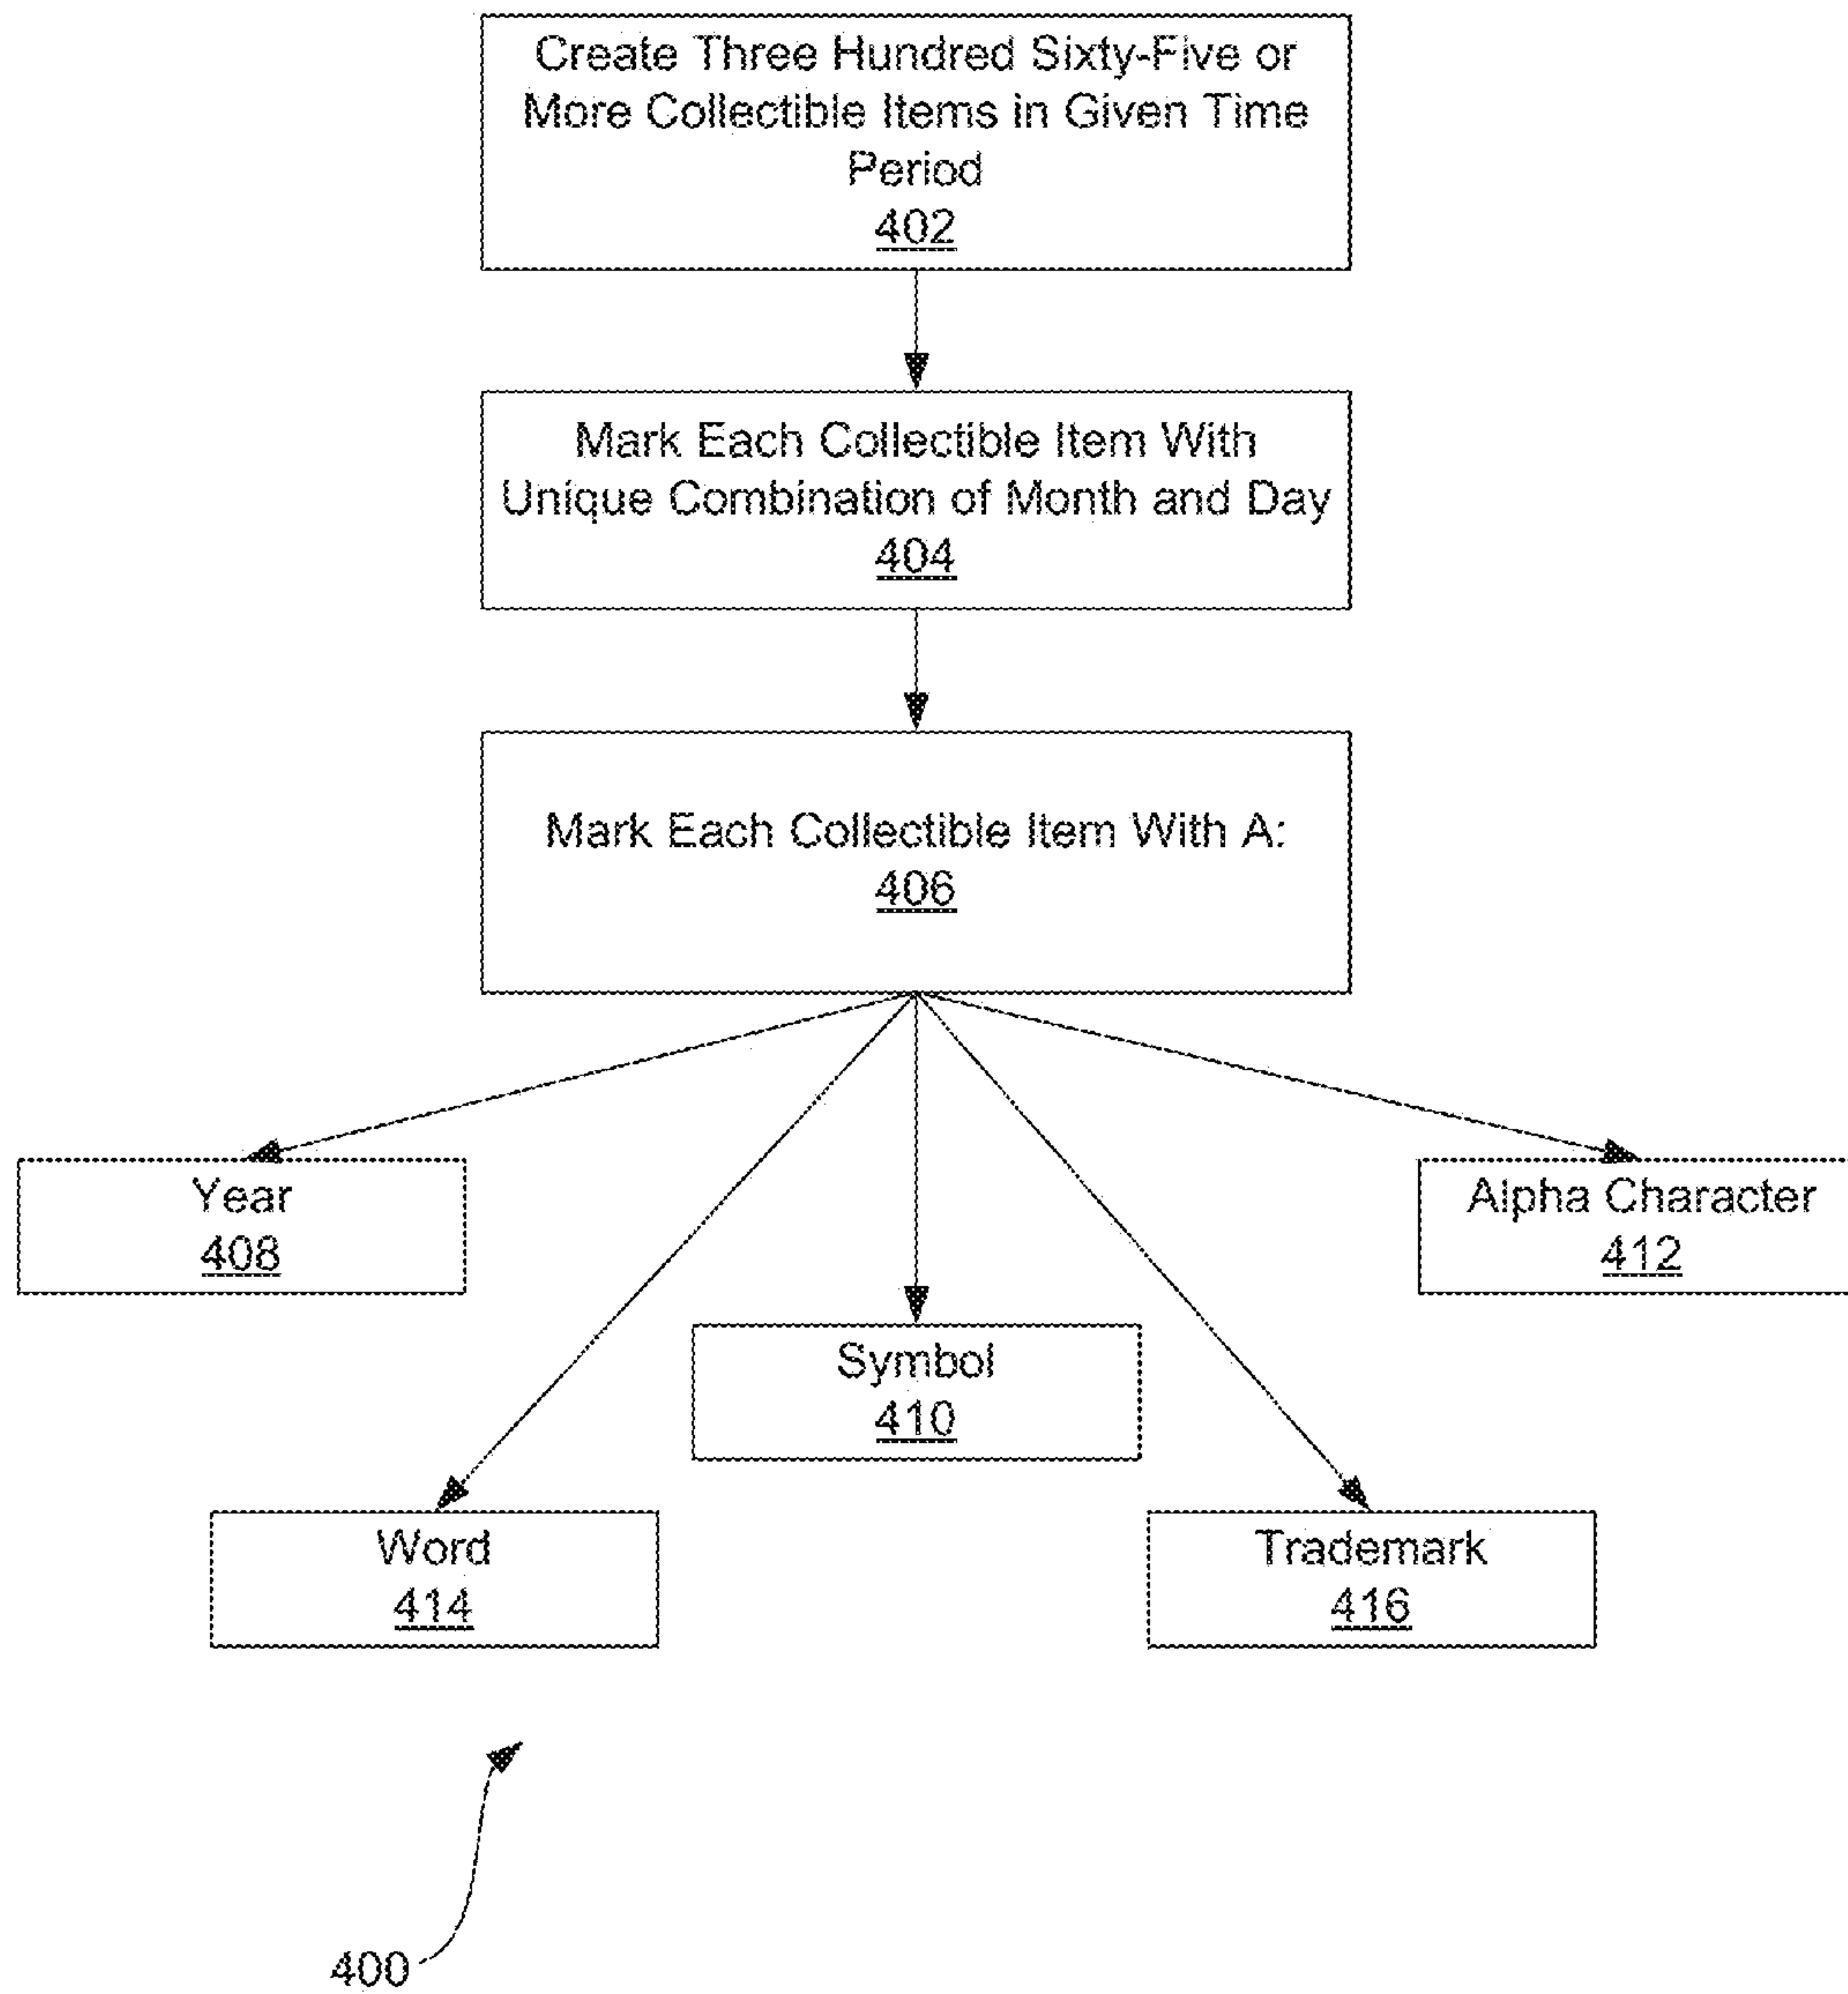 Create Three Hundred Sixty-Five or
More Collectible Items in Given Time
Period
402
Mark Each Collectible Item With
Unique Combination of Month and Day
404
Mark Each Collectible Item With A:
406
Year
408
Alpha Character
412
Symbol
410
Word
414
Trademark
416
400